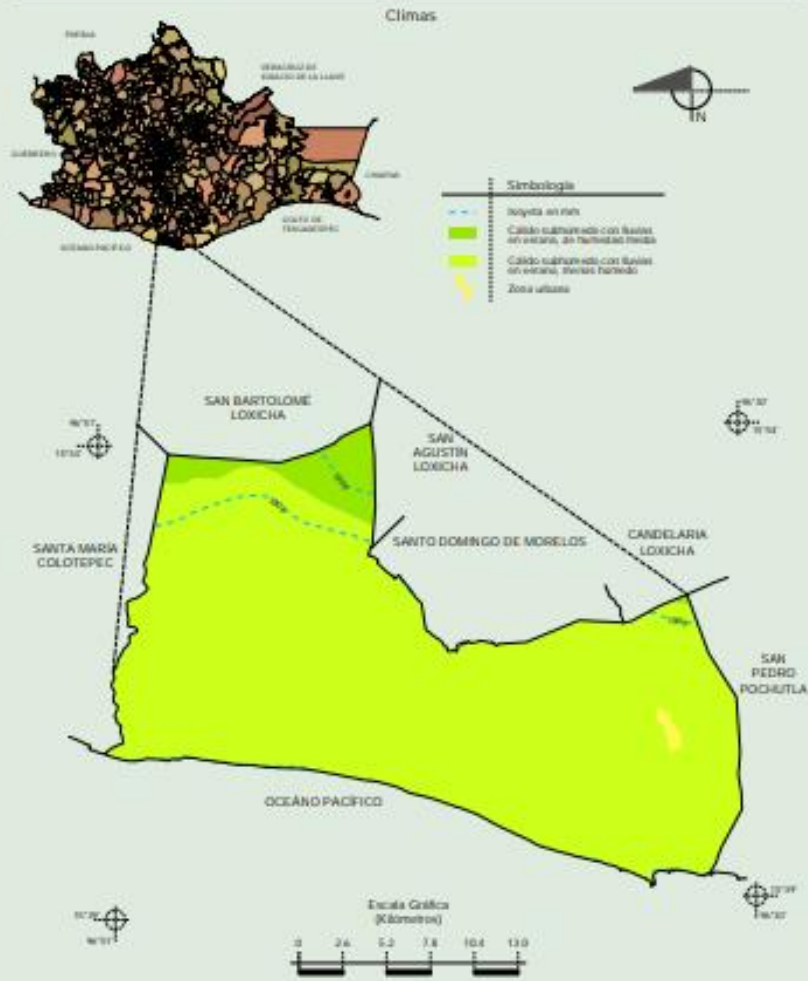 Climas
VERACRUZ DE
IGNACIO DE LA LLAVE
GUERRERO
CHIAPAS
GOLFO DE
TEHUANTEPEC
OCÉANO PACÍFICO
N
Simbología
Isoyeta en mm
Cálido subhúmedo con lluvias
en verano, de humedad media
Cálido subhúmedo con lluvias
en verano, menos húmedo
Zona urbana
SAN BARTOLOMÉ
LOXICHA
SAN
AGUSTÍN
LOXICHA
SANTA MARÍA
COLOTEPEC
SANTO DOMINGO DE MORELOS
CANDELARIA
LOXICHA
SAN
PEDRO
POCHUTLA
OCEÁNO PACÍFICO
Escala Gráfica
(Kilómetros)
0 2.6 5.2 7.8 10.4 13.0